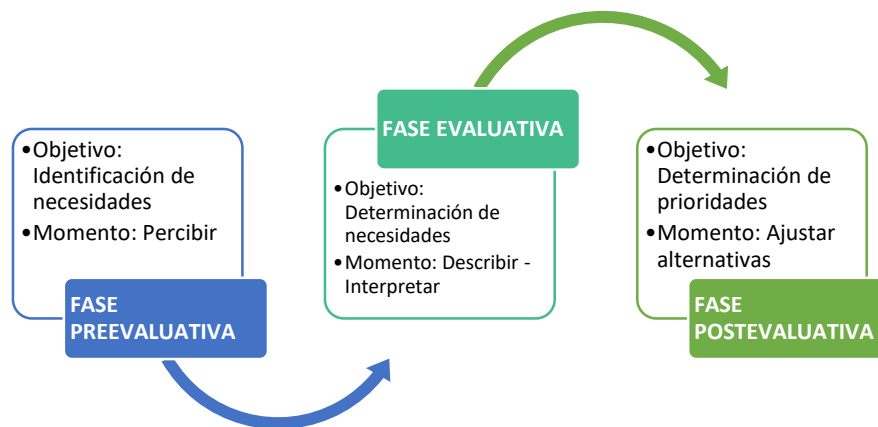 •Objetivo:
Identificación de
necesidades
•Momento: Percibir
FASE
PREEVALUATIVA
FASE EVALUATIVA
•Objetivo:
Determinación de
necesidades
•Momento: Describir -
Interpretar
•Objetivo:
Determinación de
prioridades
•Momento: Ajustar
alternativas
FASE
POSTEVALUATIVA